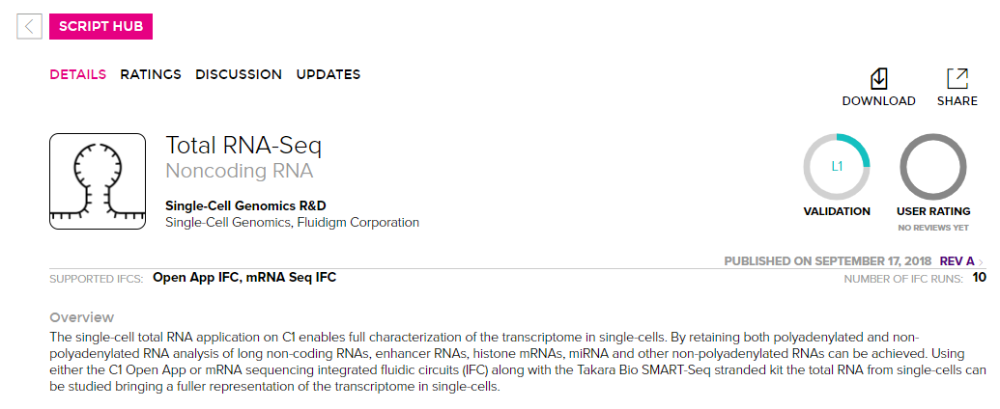 SCRIPT HUB
DETAILS RATINGS DISCUSSION UPDATES
DOWNLOAD SHARE
Total RNA-Seq
Noncoding RNA
Single-Cell Genomics R&D
Single-Cell Genomics, Fluidigm Corporation
L1
VALIDATION USER RATING
NO REVIEWS YET
PUBLISHED ON SEPTEMBER 17, 2018 REV A
SUPPORTED IFCS: Open App IFC, mRNA Seq IFC NUMBER OF IFC RUNS: 10
Overview
The single-cell total RNA application on C1 enables full characterization of the transcriptome in single-cells. By retaining both polyadenylated and non-
polyadenylated RNA analysis of long non-coding RNAs, enhancer RNAs, histone mRNAs, miRNA and other non-polyadenylated RNAs can be achieved. Using
either the C1 Open App or mRNA sequencing integrated fluidic circuits (IFC) along with the Takara Bio SMART-Seq stranded kit the total RNA from single-cells can
be studied bringing a fuller representation of the transcriptome in single-cells.